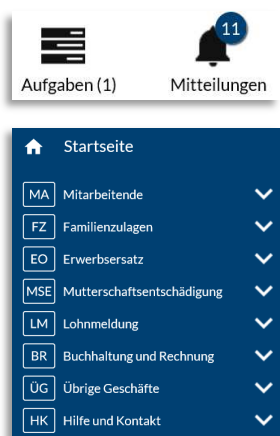 11
Aufgaben (1) Mitteilungen
Startseite
MA Mitarbeitende
FZ Familienzulagen
EO Erwerbsersatz
MSE Mutterschaftsentschädigung
LM Lohnmeldung
BR Buchhaltung und Rechnung
ÜG Übrige Geschäfte
HK Hilfe und Kontakt